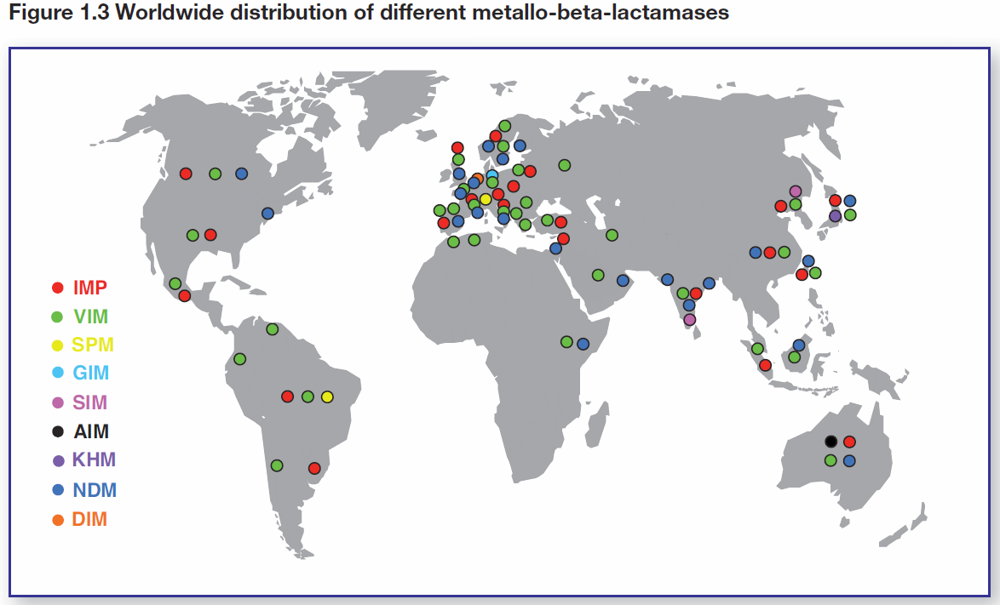 Figure 1.3 Worldwide distribution of different metallo-beta-lactamases
IMP
VIM
SPM
GIM
SIM
AIM
KHM
NDM
DIM